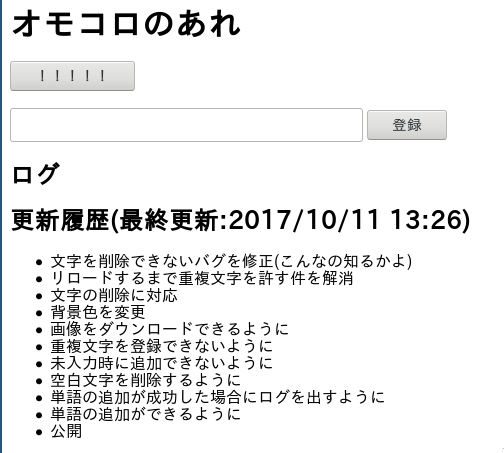 オモコロのあれ
！！！！！
登録
ログ
更新履歴(最終更新:2017/10/11 13:26)
文字を削除できないバグを修正(こんなの知るかよ)
リロードするまで重複文字を許す件を解消
文字の削除に対応
背景色を変更
画像をダウンロードできるように
重複文字を登録できないように
未入力時に追加できないように
空白文字を削除するように
単語の追加が成功した場合にログを出すように
単語の追加ができるように
公開